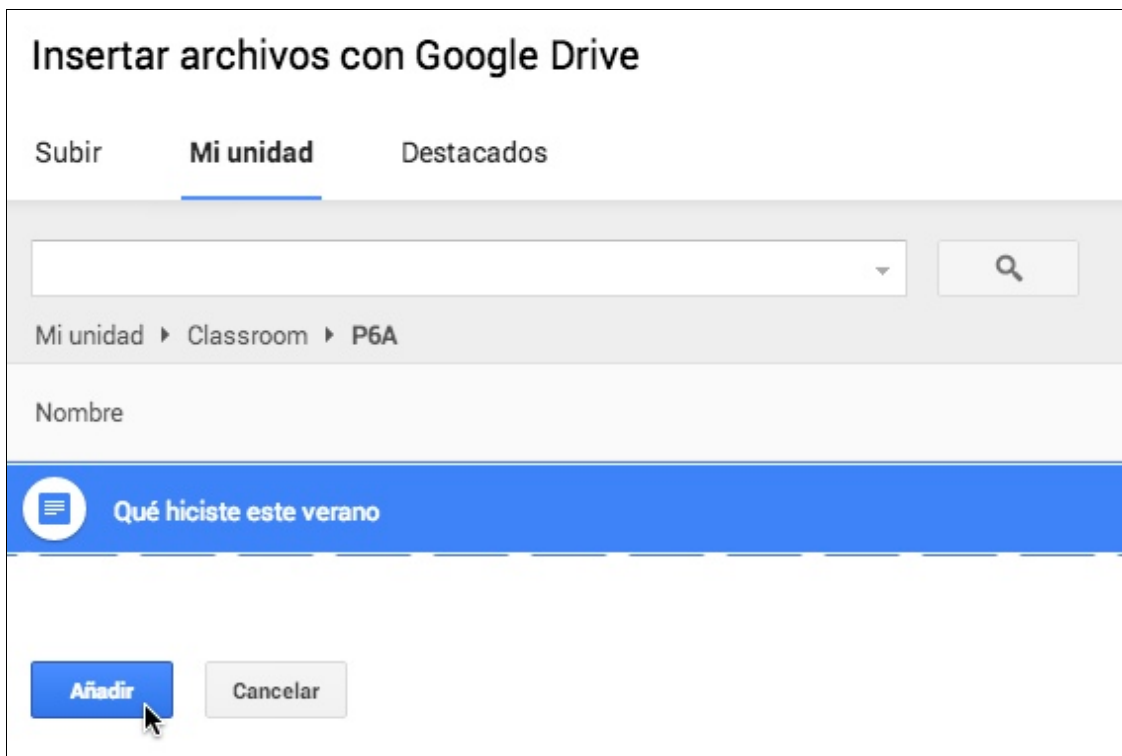 Insertar archivos con Google Drive
Subir Mi unidad Destacados
Mi unidad Classroom P6A
Nombre
Qué hiciste este verano
Añadir Cancelar